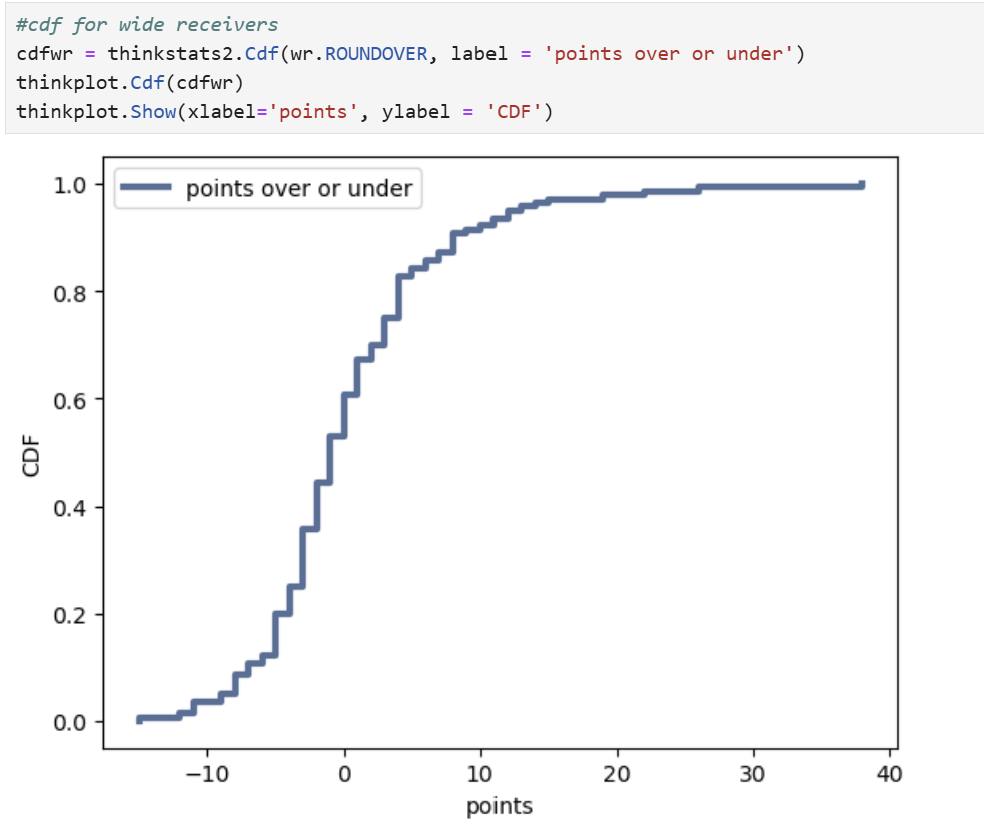 #cdf for wide receivers
cdfwr = thinkstats2.Cdf(wr.ROUNDOVER, label = 'points over or under')
thinkplot.Cdf(cdfwr)
thinkplot.Show(xlabel='points', ylabel = 'CDF')
points over or under
1.0
0.8
0.6
0.4
0.2
0.0
CDF
−10 0 10 20 30 40
points